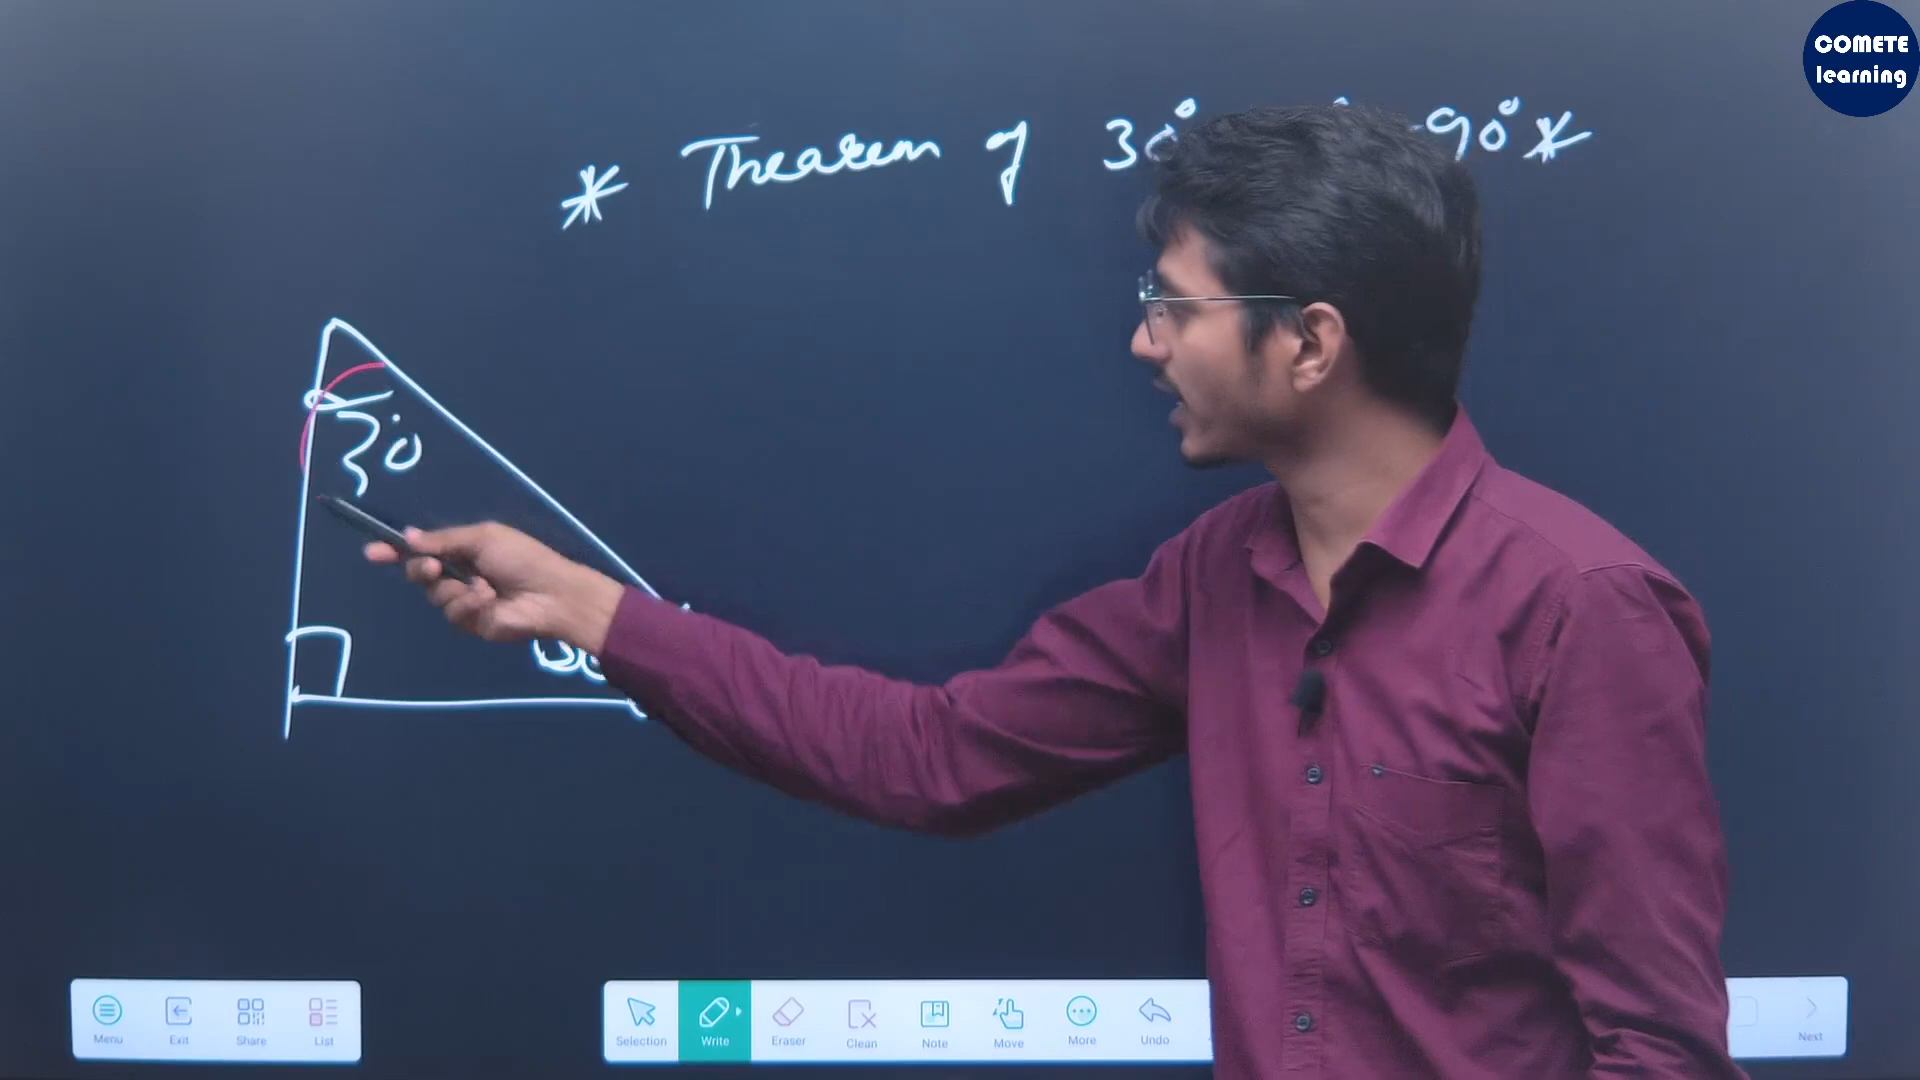 COMETE
learning
* Theorem of 30° -90° *
30
Menu Exit Share List
Selection Write Eraser Clean Note Move More Undo
Next